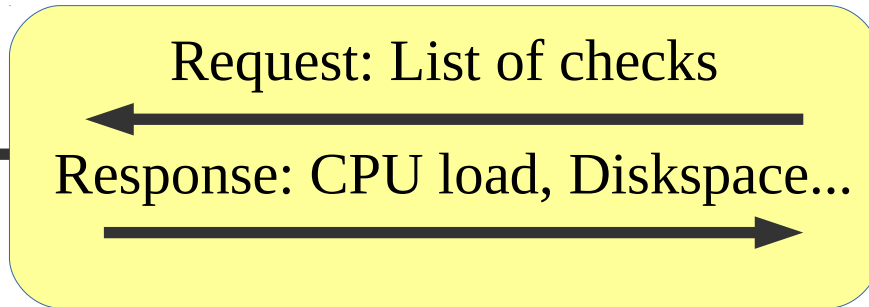 Request: List of checks
Response: CPU load, Diskspace...